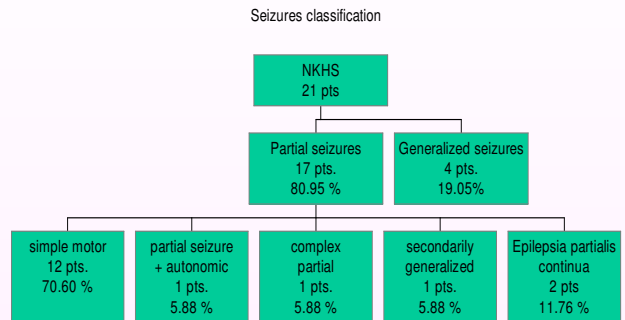 Seizures classification
NKHS
21 pts
Partial seizures
17 pts.
80.95 %
Generalized seizures
4 pts.
19.05%
simple motor
12 pts.
70.60 %
partial seizure
+ autonomic
1 pts.
5.88 %
complex
partial
1 pts.
5.88 %
secondarily
generalized
1 pts.
5.88 %
Epilepsia partialis
continua
2 pts
11.76 %